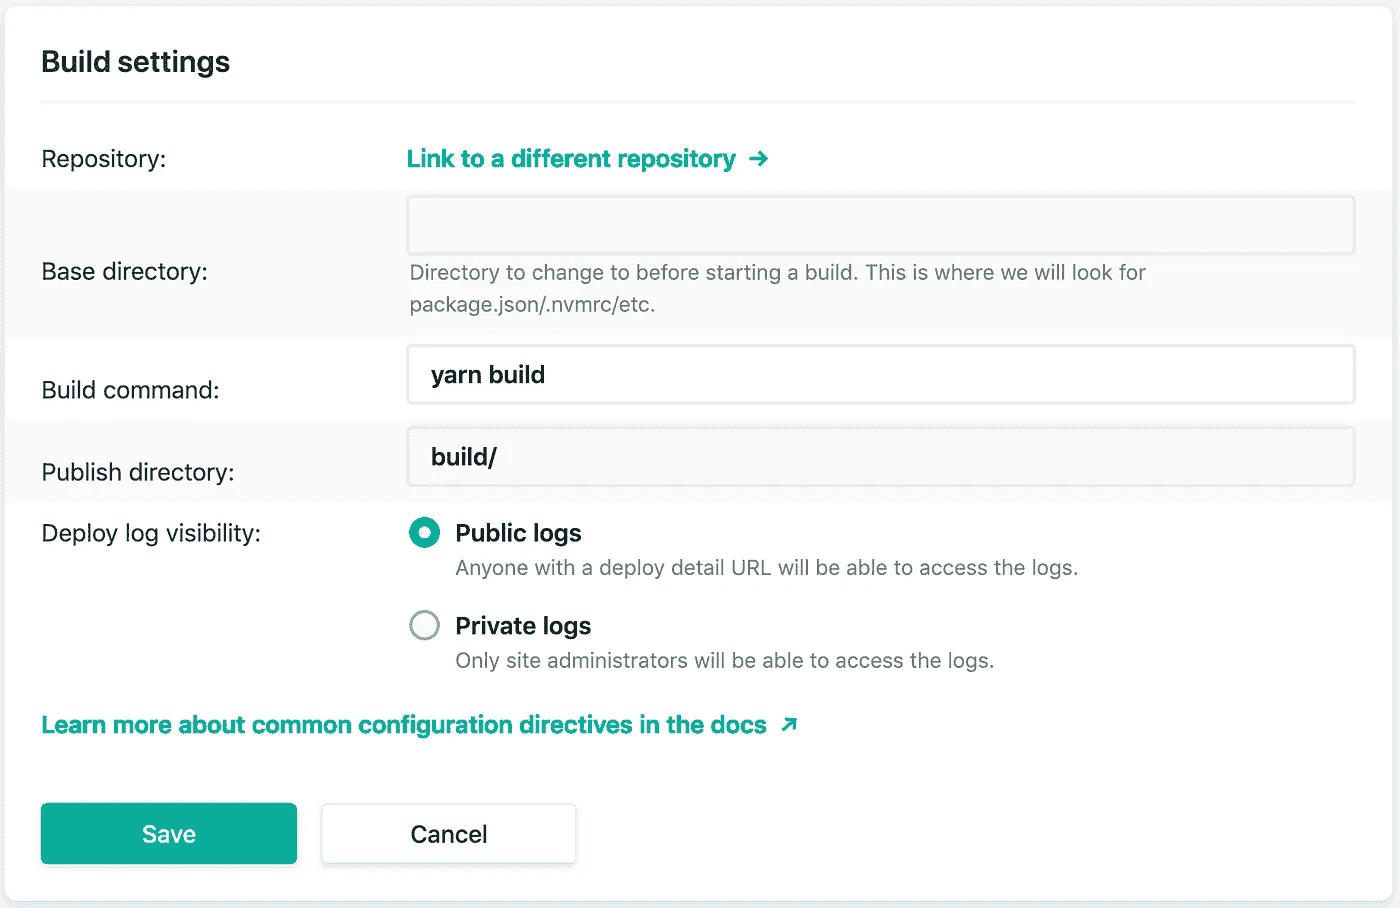 Build settings
Repository:
Link to a different repository →
Base directory:
Directory to change to before starting a build. This is where we will look for
package.json/.nvmrc/etc.
Build command:
yarn build
Publish directory:
build/
Deploy log visibility:
Public logs
Anyone with a deploy detail URL will be able to access the logs.
Private logs
Only site administrators will be able to access the logs.
Learn more about common configuration directives in the docs ↗
Save
Cancel